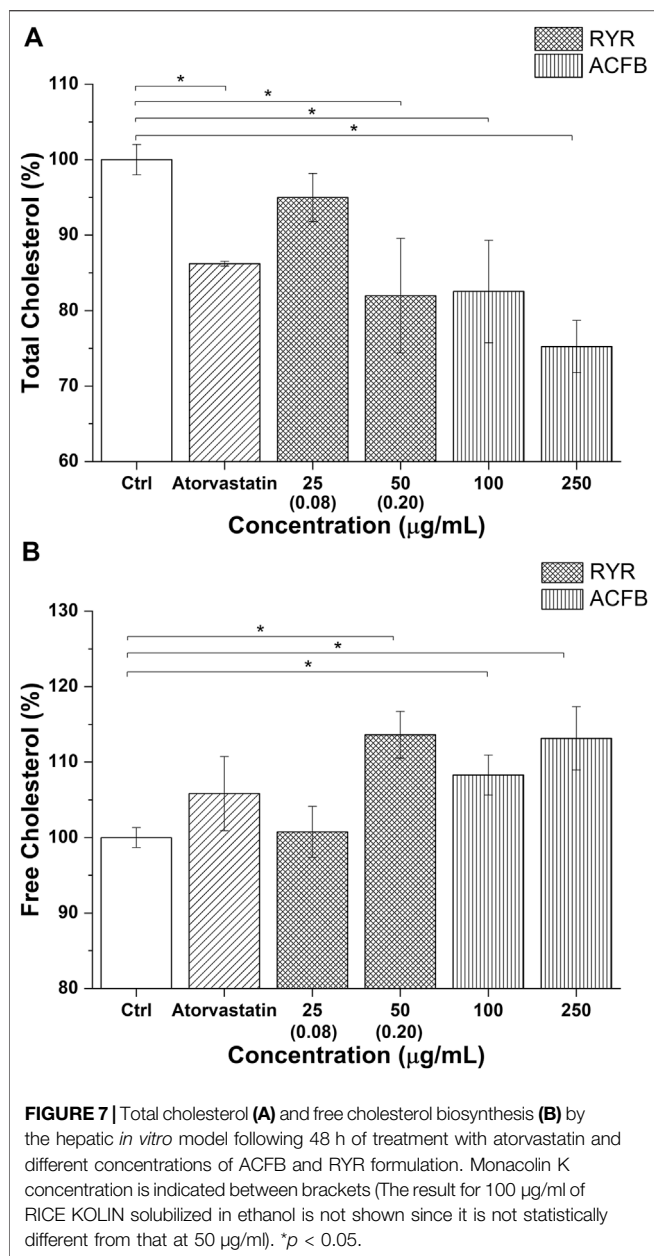 A
RYR
ACFB
110
*
*
*
*
100
90
80
70
60
Total Cholesterol (%)
Ctrl Atorvastatin 25 50 100 250
(0.08) (0.20)
Concentration (µg/mL)
B
RYR
ACFB
130
*
*
*
120
110
100
90
80
Free Cholesterol (%)
Ctrl Atorvastatin 25 50 100 250
(0.08) (0.20)
Concentration (µg/mL)
FIGURE 7 | Total cholesterol (A) and free cholesterol biosynthesis (B) by
the hepatic in vitro model following 48 h of treatment with atorvastatin and
different concentrations of ACFB and RYR formulation. Monacolin K
concentration is indicated between brackets (The result for 100 µg/ml of
RICE KOLIN solubilized in ethanol is not shown since it is not statistically
different from that at 50 µg/ml). *p < 0.05.